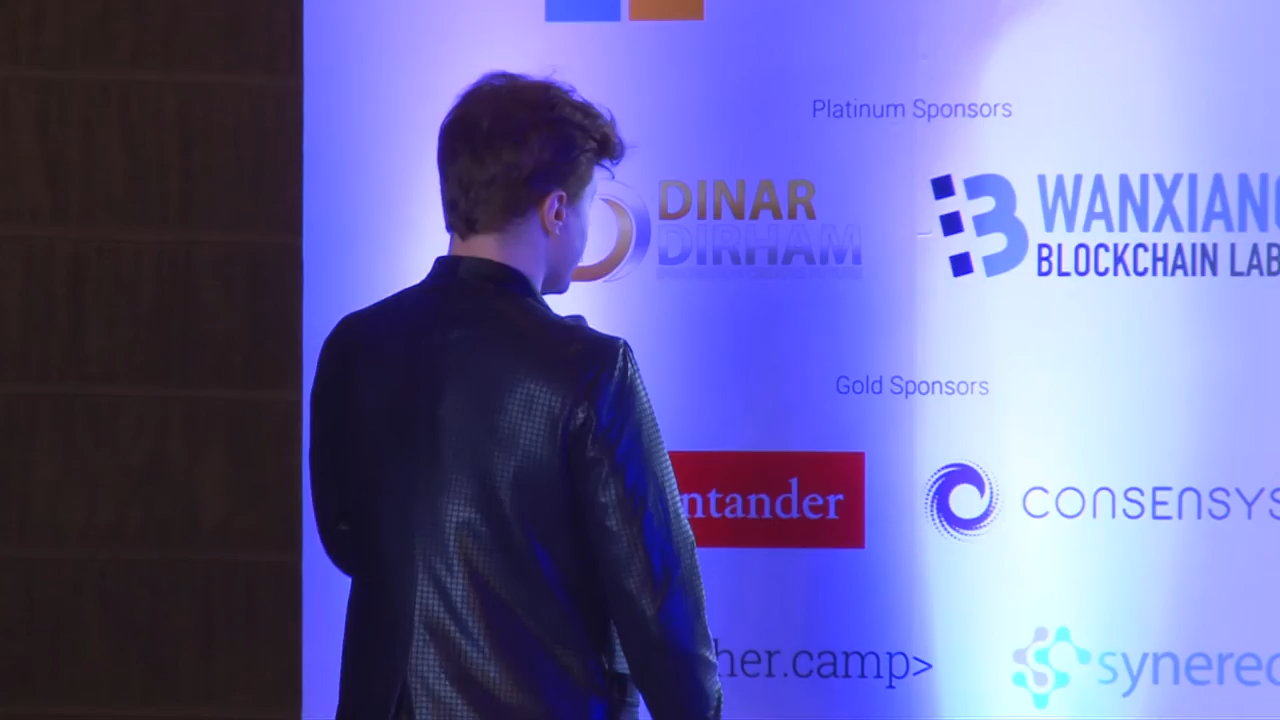 Platinum Sponsors
DINAR
DIRHAM
WANXIANG
BLOCKCHAIN LAB
Gold Sponsors
ntander
CONSENSYS
her.camp>
synere